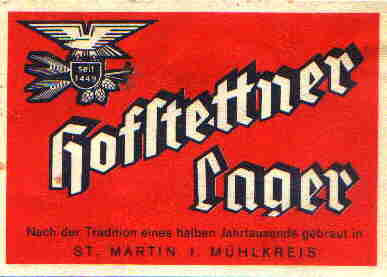 seit
1449
Hofstettner
Lager
Nach der Tradition eines halben Jahrtausends gebraut in
ST. MARTIN I. MÜHLKREIS